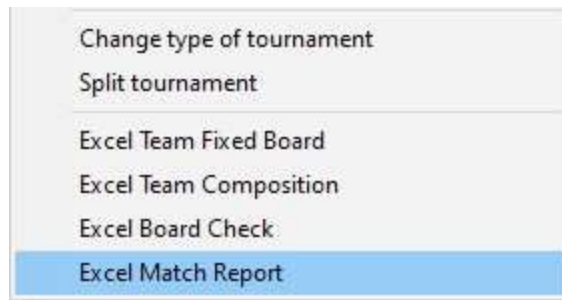 Change type of tournament
Split tournament
Excel Team Fixed Board
Excel Team Composition
Excel Board Check
Excel Match Report